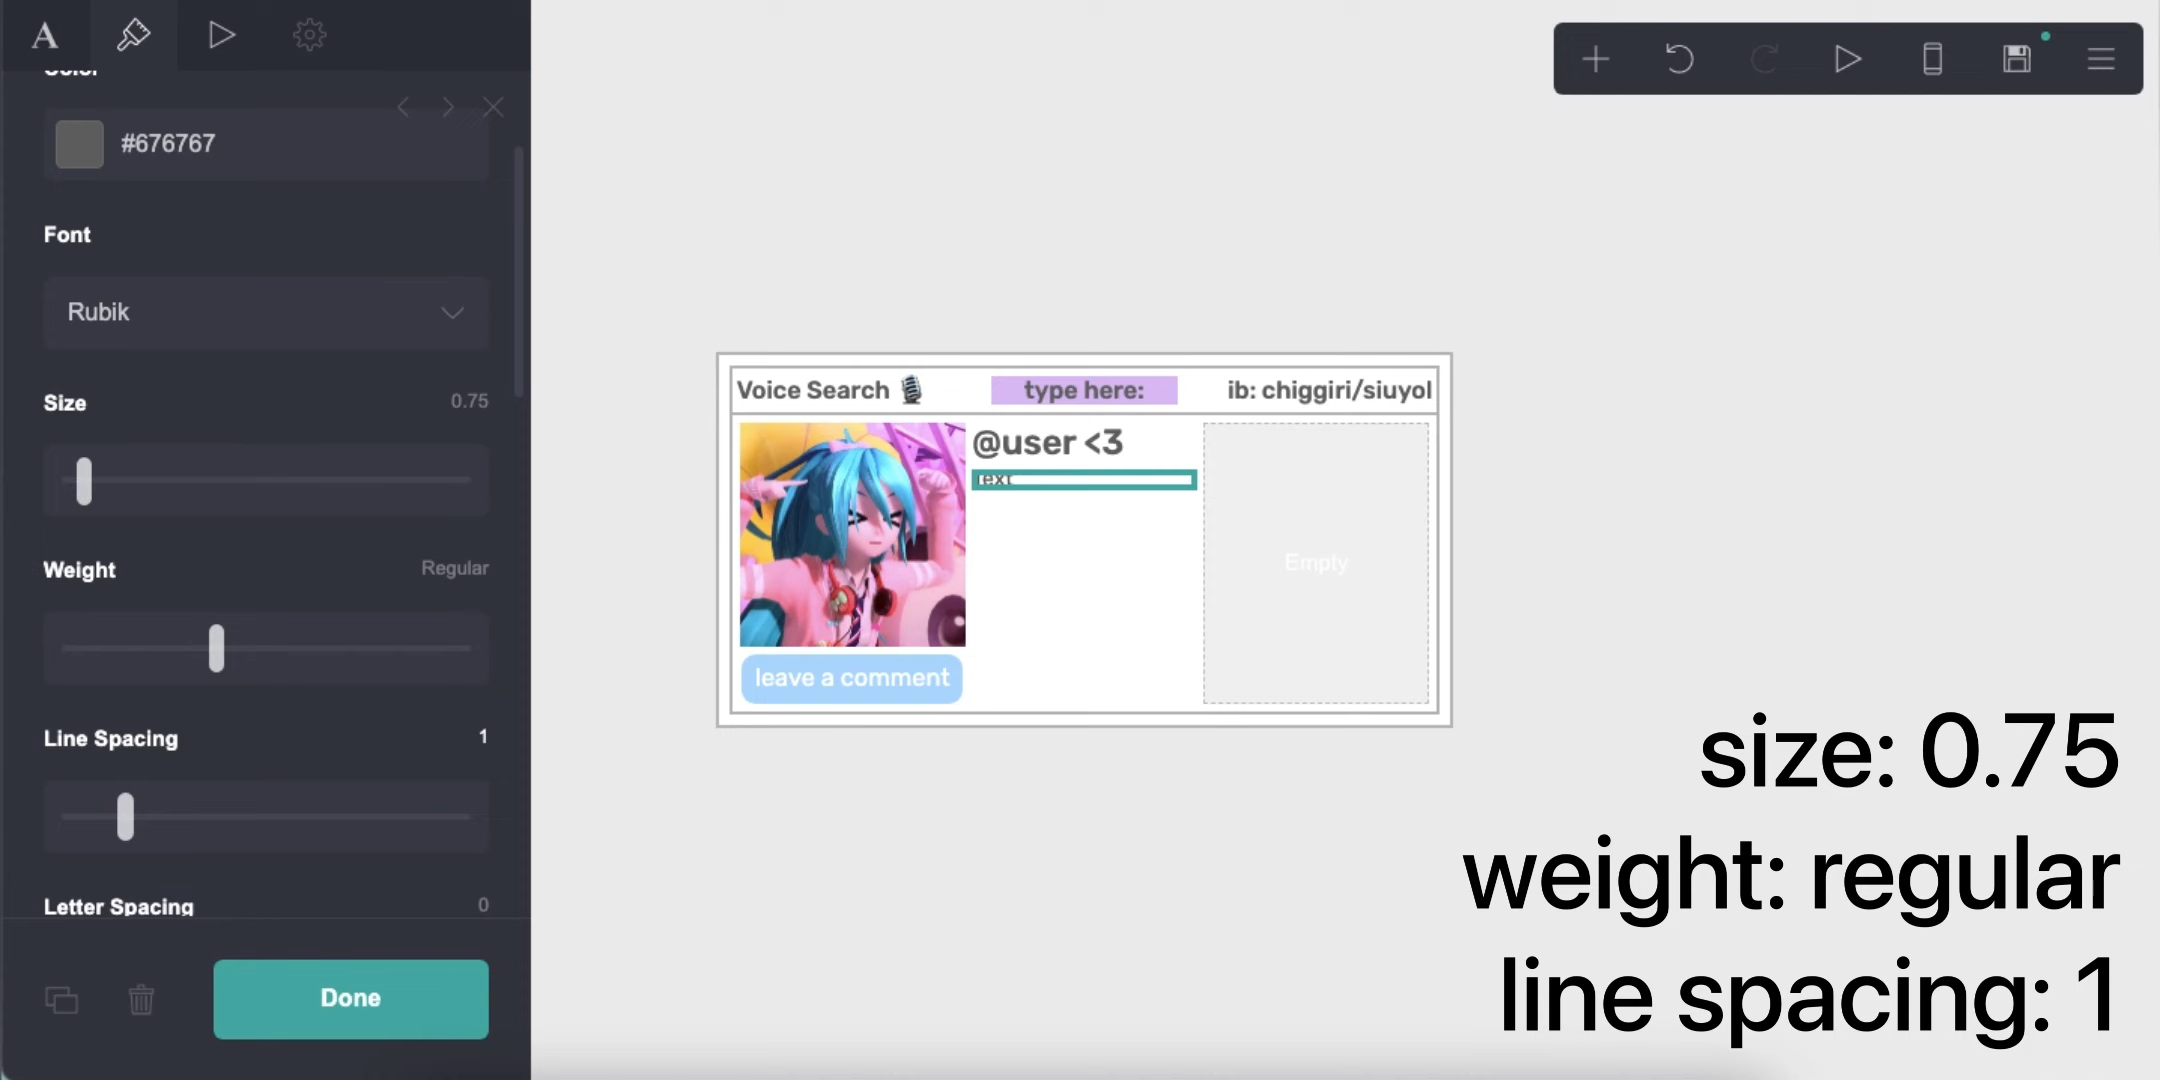 A
Color
#676767
Font
Rubik
Size 0.75
Weight Regular
Line Spacing 1
Letter Spacing 0
Done
Voice Search type here: ib: chiggiri/siuyol
@user <3
Text
Empty
leave a comment
size: 0.75
weight: regular
line spacing: 1